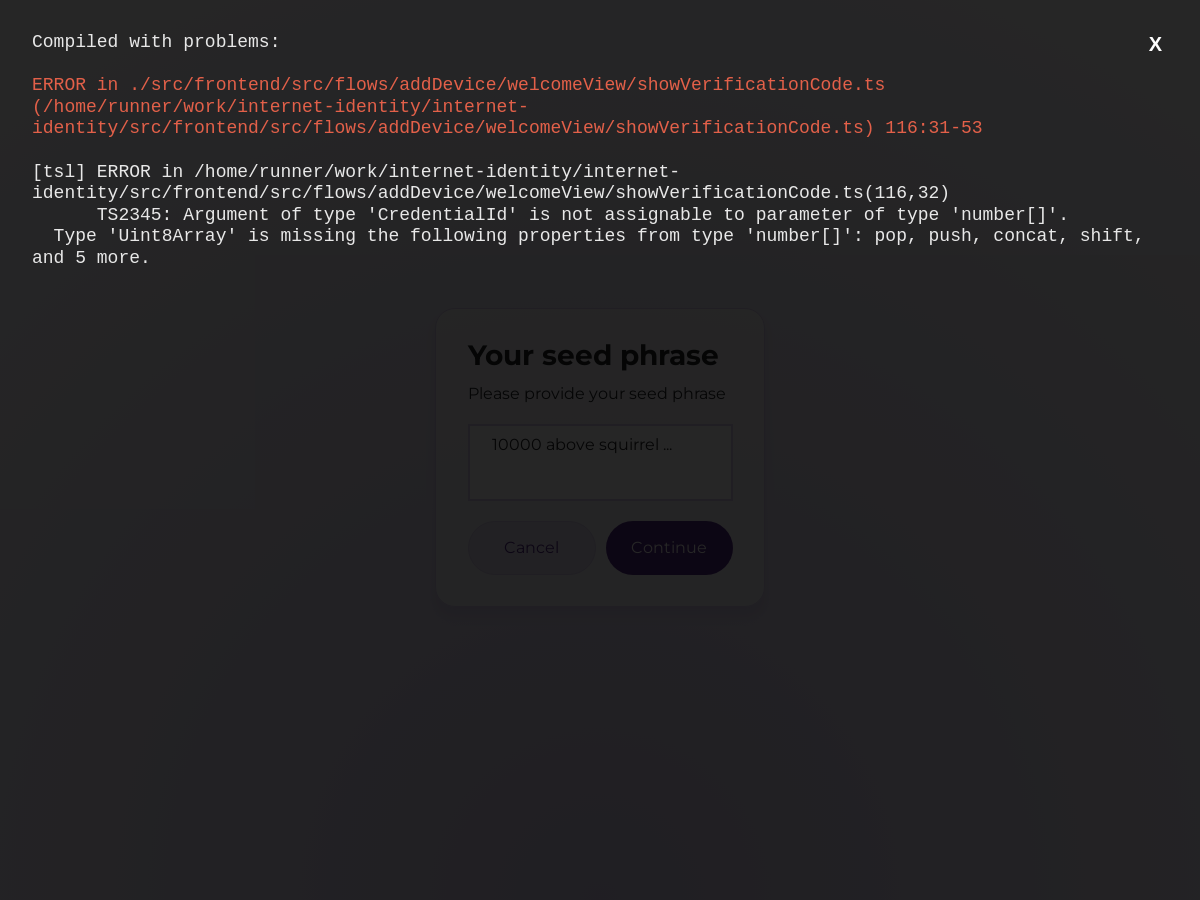 Compiled with problems:
X
ERROR in ./src/frontend/src/flows/addDevice/welcomeView/showVerificationCode.ts
(/home/runner/work/internet-identity/internet-
identity/src/frontend/src/flows/addDevice/welcomeView/showVerificationCode.ts) 116:31-53
[tsl] ERROR in /home/runner/work/internet-identity/internet-
identity/src/frontend/src/flows/addDevice/welcomeView/showVerificationCode.ts(116,32)
TS2345: Argument of type 'CredentialId' is not assignable to parameter of type 'number[]'.
Type 'Uint8Array' is missing the following properties from type 'number[]': pop, push, concat, shift,
and 5 more.
Your seed phrase
Please provide your seed phrase
10000 above squirrel ...
Cancel
Continue